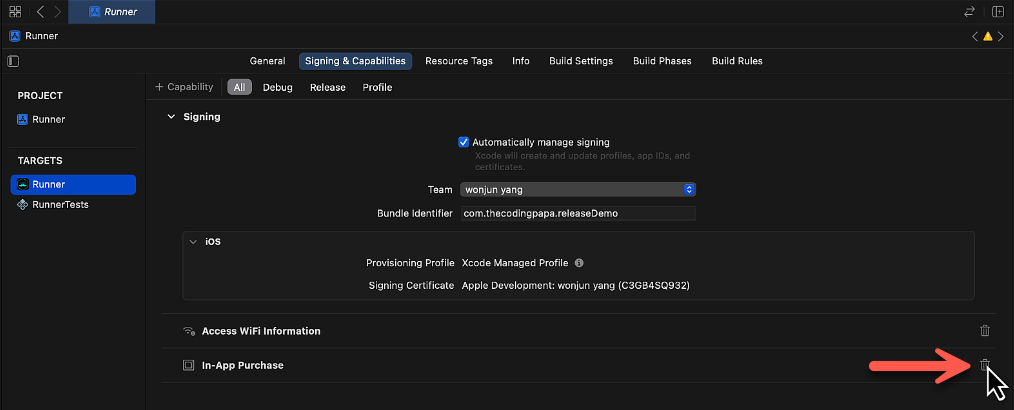 Runner
Runner
General Signing & Capabilities Resource Tags Info Build Settings Build Phases Build Rules
+ Capability All Debug Release Profile
PROJECT
Runner
TARGETS
Runner
RunnerTests
Signing
Automatically manage signing
Xcode will create and update profiles, app IDs, and
certificates.
Team wonjun yang
Bundle Identifier com.thecodingpapa.releaseDemo
iOS
Provisioning Profile Xcode Managed Profile
Signing Certificate Apple Development: wonjun yang (C3GB4SQ932)
Access WiFi Information
In-App Purchase